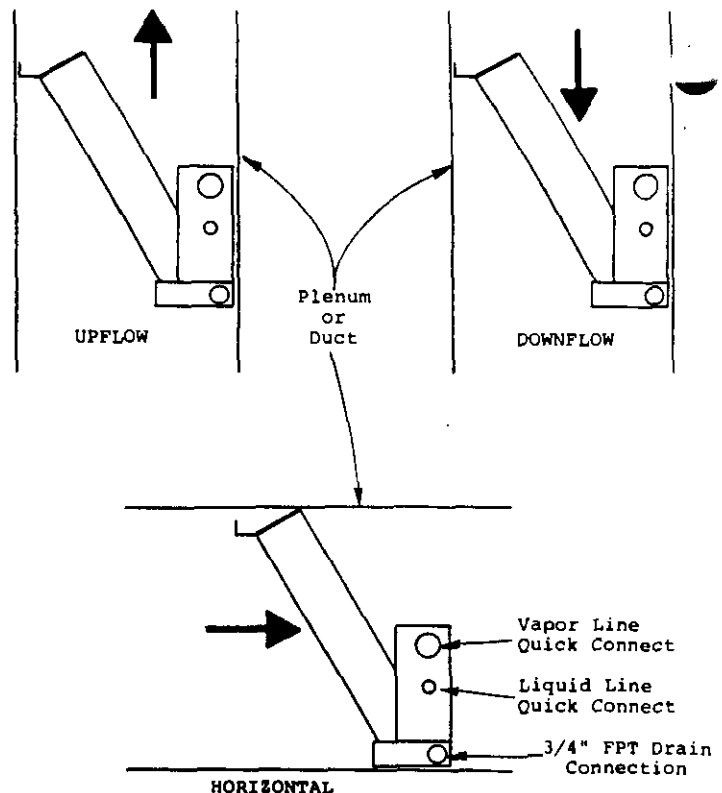 UPFLOW
Plenum
or
Duct
DOWNFLOW
Vapor Line
Quick Connect
Liquid Line
Quick Connect
3/4" FPT Drain
Connection
HORIZONTAL